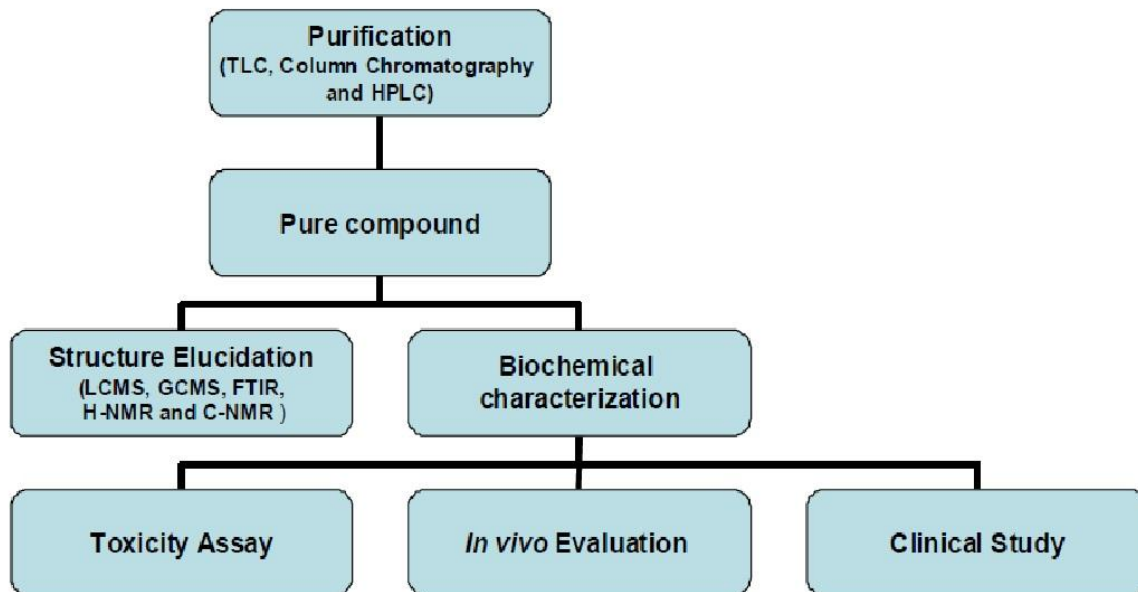 Purification
(TLC, Column Chromatography
and HPLC)
Pure compound
Structure Elucidation
(LCMS, GCMS, FTIR,
H-NMR and C-NMR )
Biochemical
characterization
Toxicity Assay
In vivo Evaluation
Clinical Study